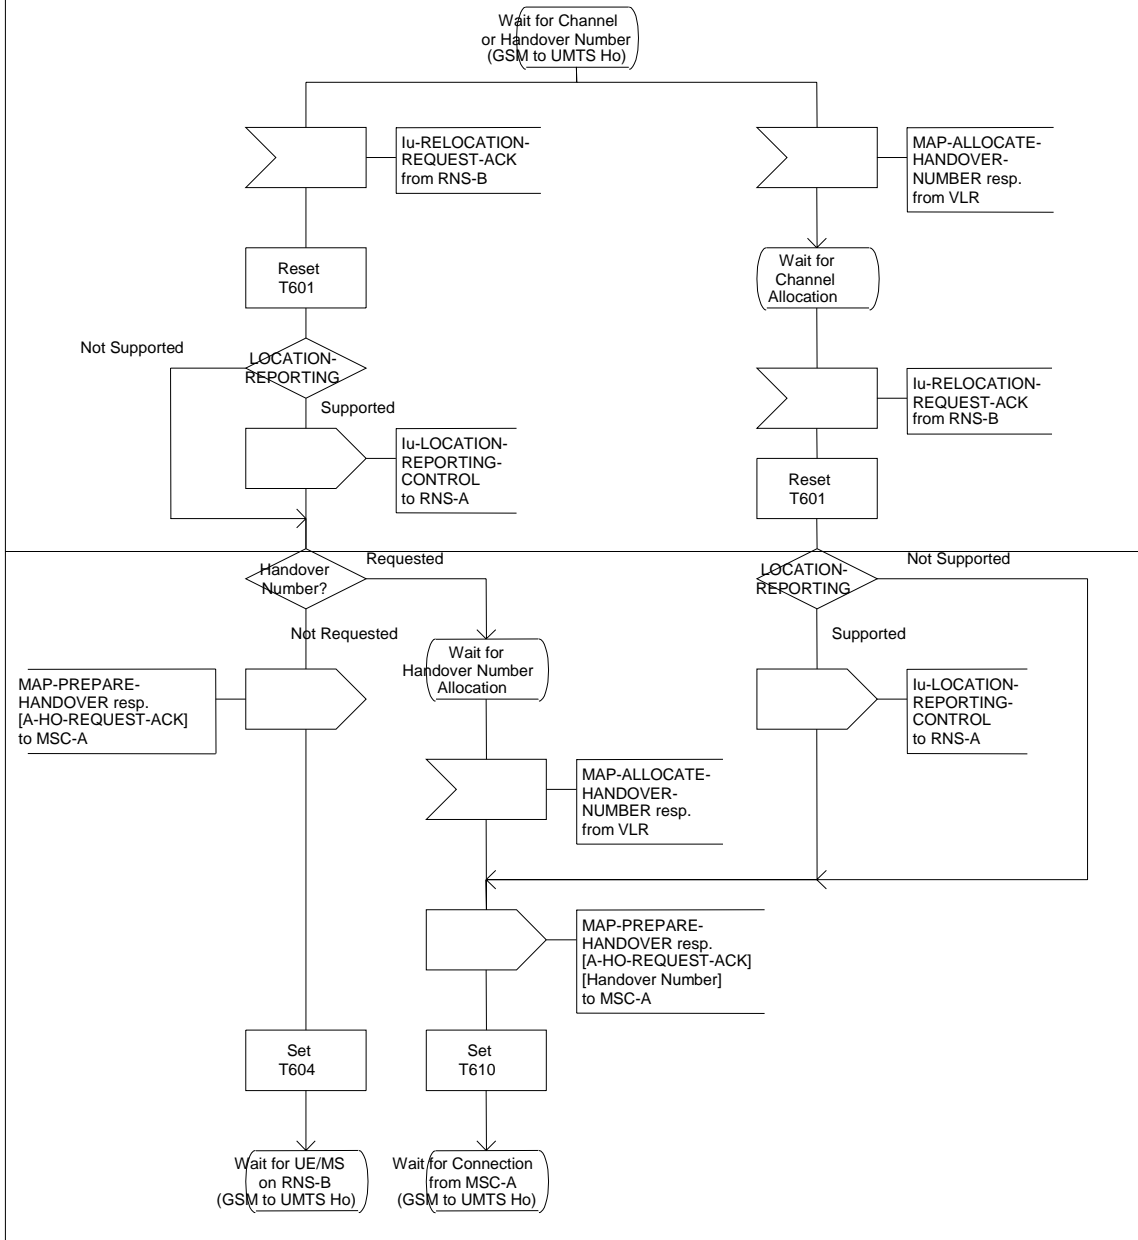 Wait for Channel
or Handover Number
(GSM to UMTS Ho)
Iu-RELOCATION-
REQUEST-ACK
from RNS-B
MAP-ALLOCATE-
HANDOVER-
NUMBER resp.
from VLR
Reset
T601
Wait for
Channel
Allocation
Not Supported
LOCATION-
REPORTING
Supported
Iu-RELOCATION-
REQUEST-ACK
from RNS-B
Iu-LOCATION-
REPORTING-
CONTROL
to RNS-A
Reset
T601
Handover
Number?
Requested
LOCATION-
REPORTING
Not Supported
Not Requested
Supported
Wait for
Handover Number
Allocation
MAP-PREPARE-
HANDOVER resp.
[A-HO-REQUEST-ACK]
to MSC-A
Iu-LOCATION-
REPORTING-
CONTROL
to RNS-A
MAP-ALLOCATE-
HANDOVER-
NUMBER resp.
from VLR
MAP-PREPARE-
HANDOVER resp.
[A-HO-REQUEST-ACK]
[Handover Number]
to MSC-A
Set
T604
Set
T610
Wait for UE/MS
on RNS-B
(GSM to UMTS Ho)
Wait for Connection
from MSC-A
(GSM to UMTS Ho)